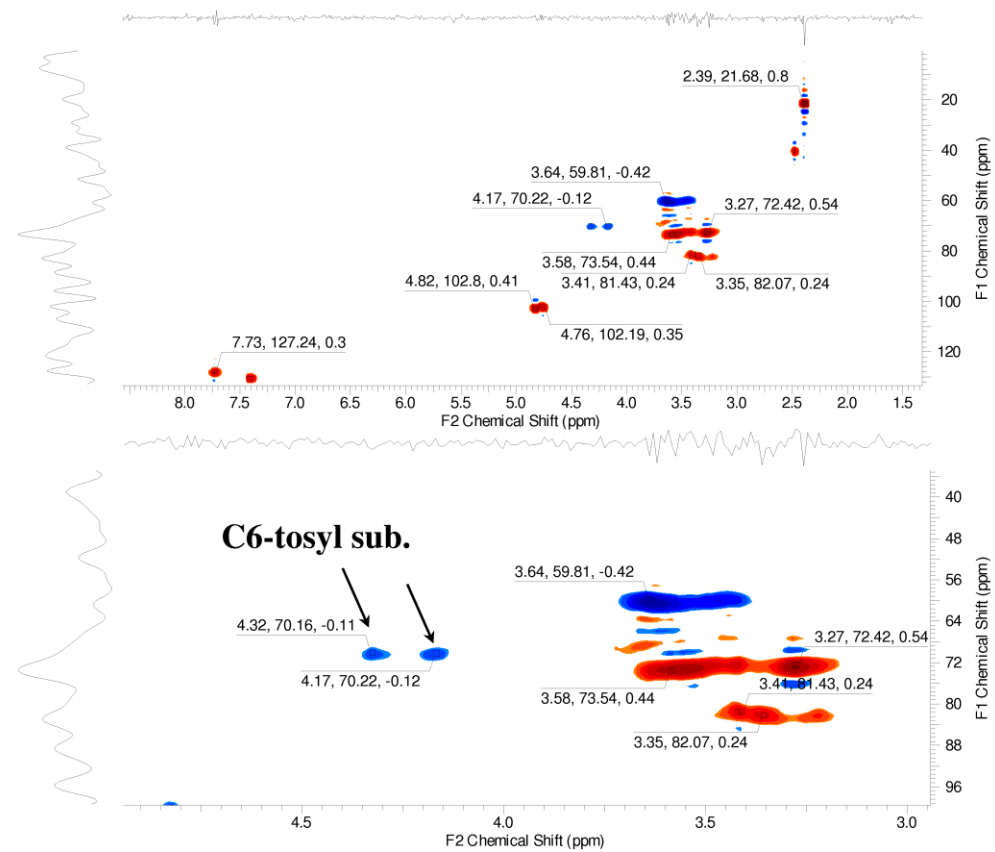 2.39, 21.68, 0.8
20
40
3.64, 59.81, -0.42
4.17, 70.22, -0.12
3.27, 72.42, 0.54
60
80
3.58, 73.54, 0.44
3.41, 81.43, 0.24
3.35, 82.07, 0.24
4.82, 102.8, 0.41
100
4.76, 102.19, 0.35
7.73, 127.24, 0.3
120
F1 Chemical Shift (ppm)
8.0 7.5 7.0 6.5 6.0 5.5 5.0 4.5 4.0 3.5 3.0 2.5 2.0 1.5
F2 Chemical Shift (ppm)
40
48
C6-tosyl sub.
3.64, 59.81, -0.42
56
4.32, 70.16, -0.11
64
3.27, 72.42, 0.54
4.17, 70.22, -0.12
72
3.58, 73.54, 0.44
3.41, 81.43, 0.24
80
3.35, 82.07, 0.24
88
96
F1 Chemical Shift (ppm)
4.5 4.0 3.5 3.0
F2 Chemical Shift (ppm)